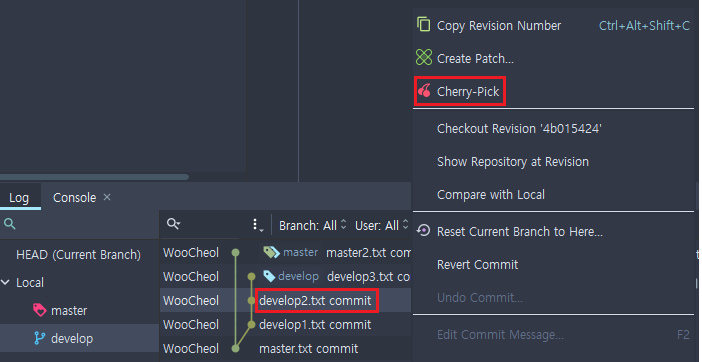 Copy Revision Number Ctrl+Alt+Shift+C
Create Patch...
Cherry-Pick
Checkout Revision '4b015424'
Show Repository at Revision
Compare with Local
Reset Current Branch to Here...
Revert Commit
Undo Commit...
Edit Commit Message... F2
Log Console ×
Branch: All User: All
HEAD (Current Branch)
Local
master
develop
WooCheol master master2.txt com
WooCheol develop develop3.txt co
WooCheol develop2.txt commit
WooCheol develop1.txt commit
WooCheol master.txt commit